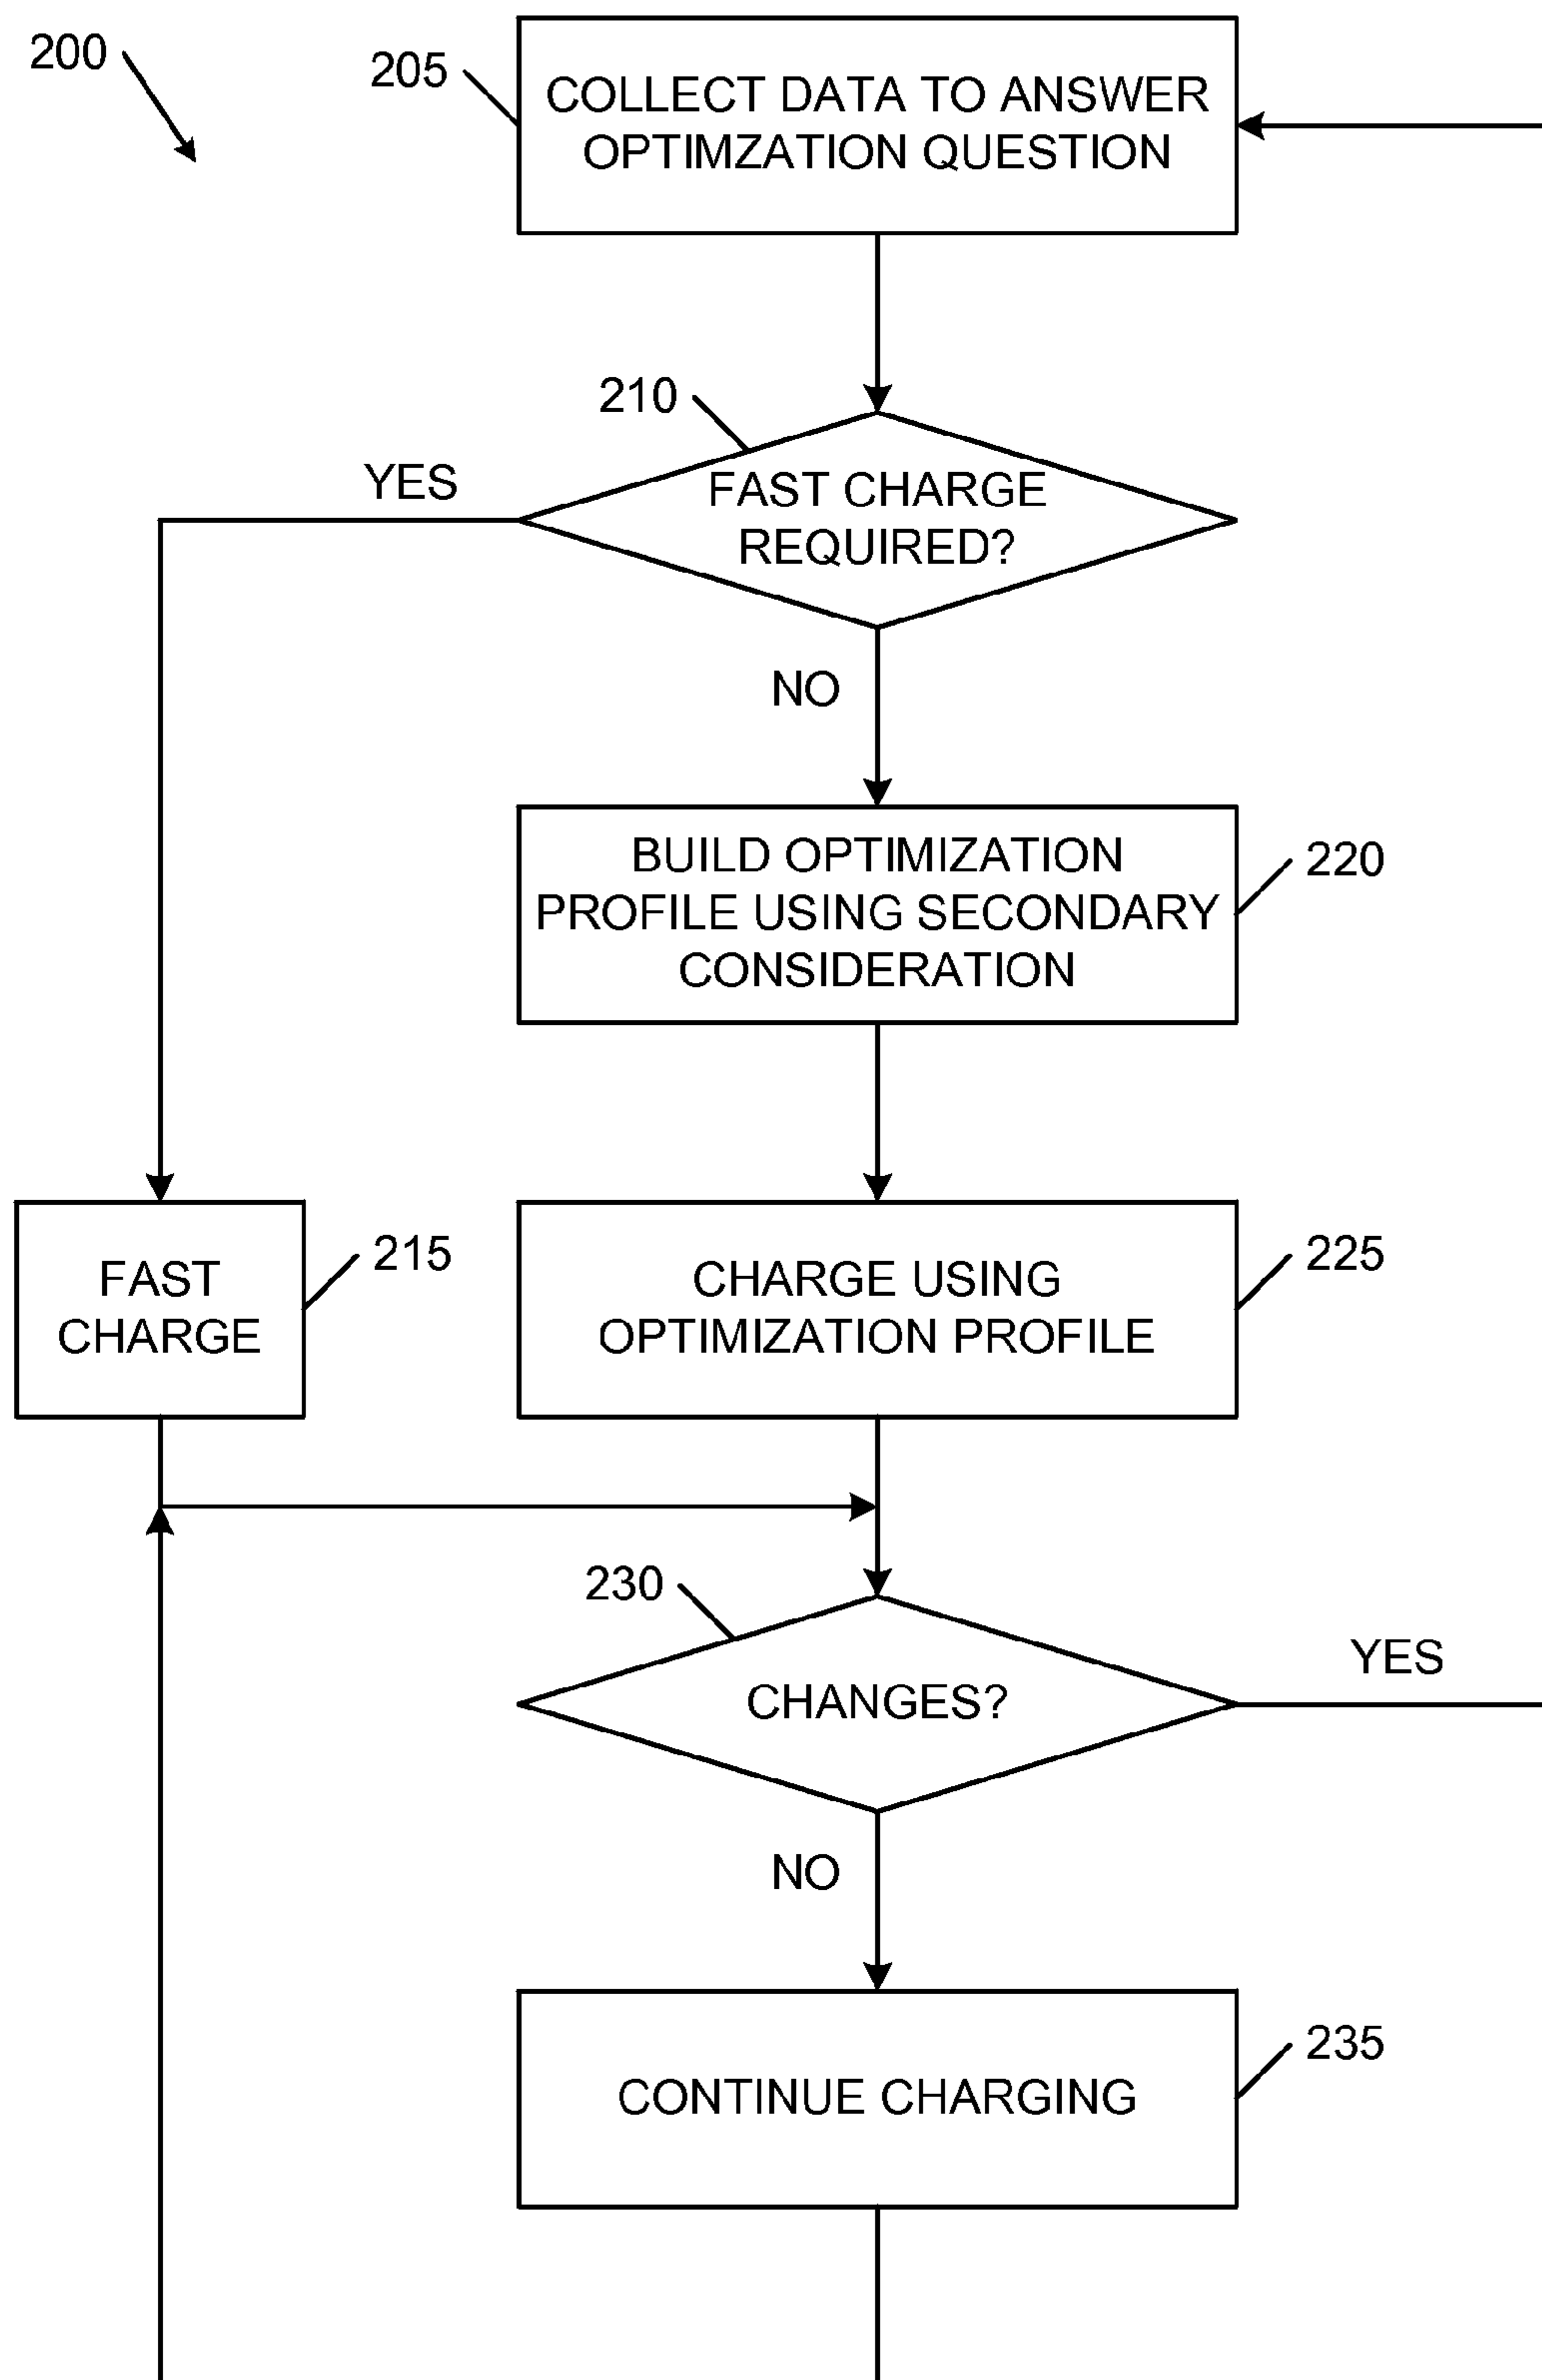 200
205
COLLECT DATA TO ANSWER
OPTIMZATION QUESTION
210
YES
FAST CHARGE
REQUIRED?
NO
BUILD OPTIMIZATION
PROFILE USING SECONDARY
CONSIDERATION
220
FAST
CHARGE
215
CHARGE USING
OPTIMIZATION PROFILE
225
230
CHANGES?
YES
NO
CONTINUE CHARGING
235